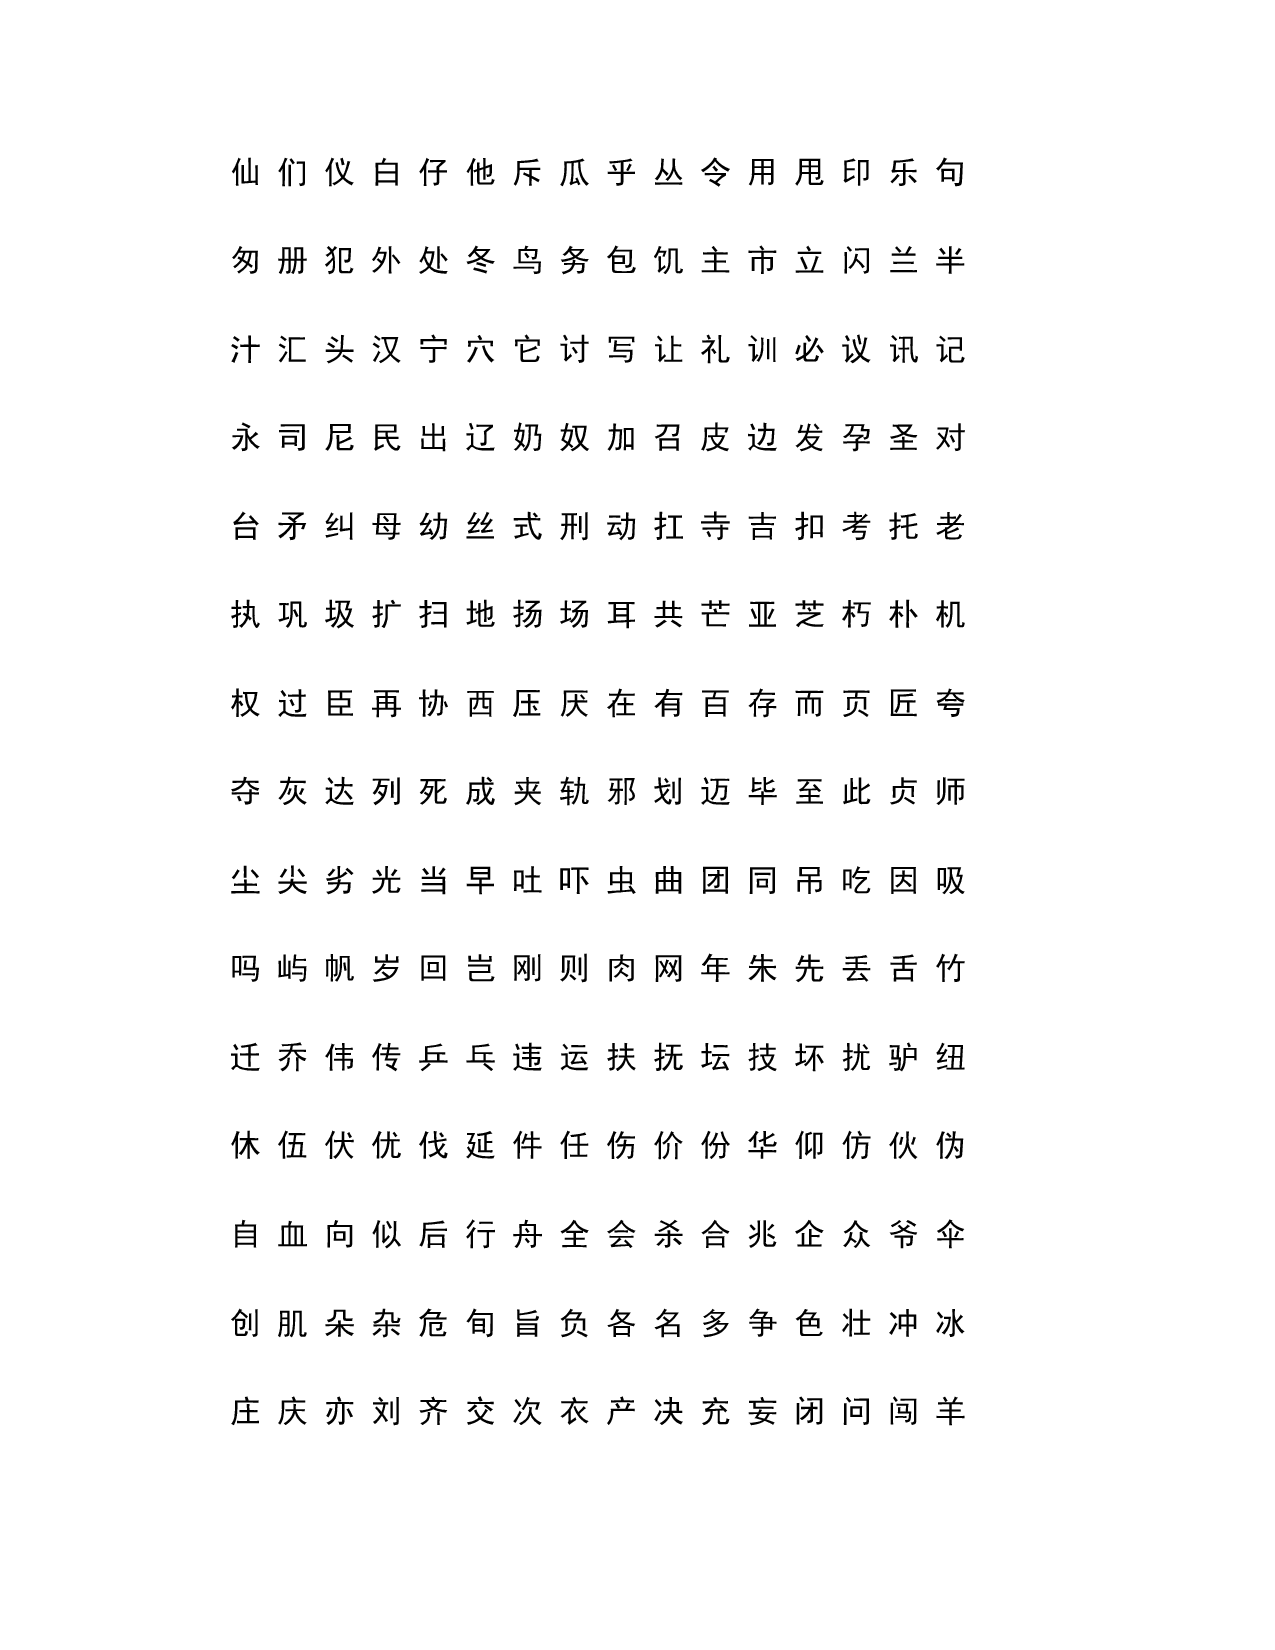 仙 们 仪 白 仔 他 斥 瓜 乎 丛 令 用 甩 印 乐 句
匆 册 犯 外 处 冬 鸟 务 包 饥 主 市 立 闪 兰 半
汁 汇 头 汉 宁 穴 它 讨 写 让 礼 训 必 议 讯 记
永 司 尼 民 出 辽 奶 奴 加 召 皮 边 发 孕 圣 对
台 矛 纠 母 幼 丝 式 刑 动 扛 寺 吉 扣 考 托 老
执 巩 圾 扩 扫 地 扬 场 耳 共 芒 亚 芝 朽 朴 机
权 过 臣 再 协 西 压 厌 在 有 百 存 而 页 匠 夸
夺 灰 达 列 死 成 夹 轨 邪 划 迈 毕 至 此 贞 师
尘 尖 劣 光 当 早 吐 吓 虫 曲 团 同 吊 吃 因 吸
吗 屿 帆 岁 回 岂 刚 则 肉 网 年 朱 先 丢 舌 竹
迁 乔 伟 传 乒 乓 违 运 扶 抚 坛 技 坏 扰 驴 纽
休 伍 伏 优 伐 延 件 任 伤 价 份 华 仰 仿 伙 伪
自 血 向 似 后 行 舟 全 会 杀 合 兆 企 众 爷 伞
创 肌 朵 杂 危 旬 旨 负 各 名 多 争 色 壮 冲 冰
庄 庆 亦 刘 齐 交 次 衣 产 决 充 妄 闭 问 闯 羊